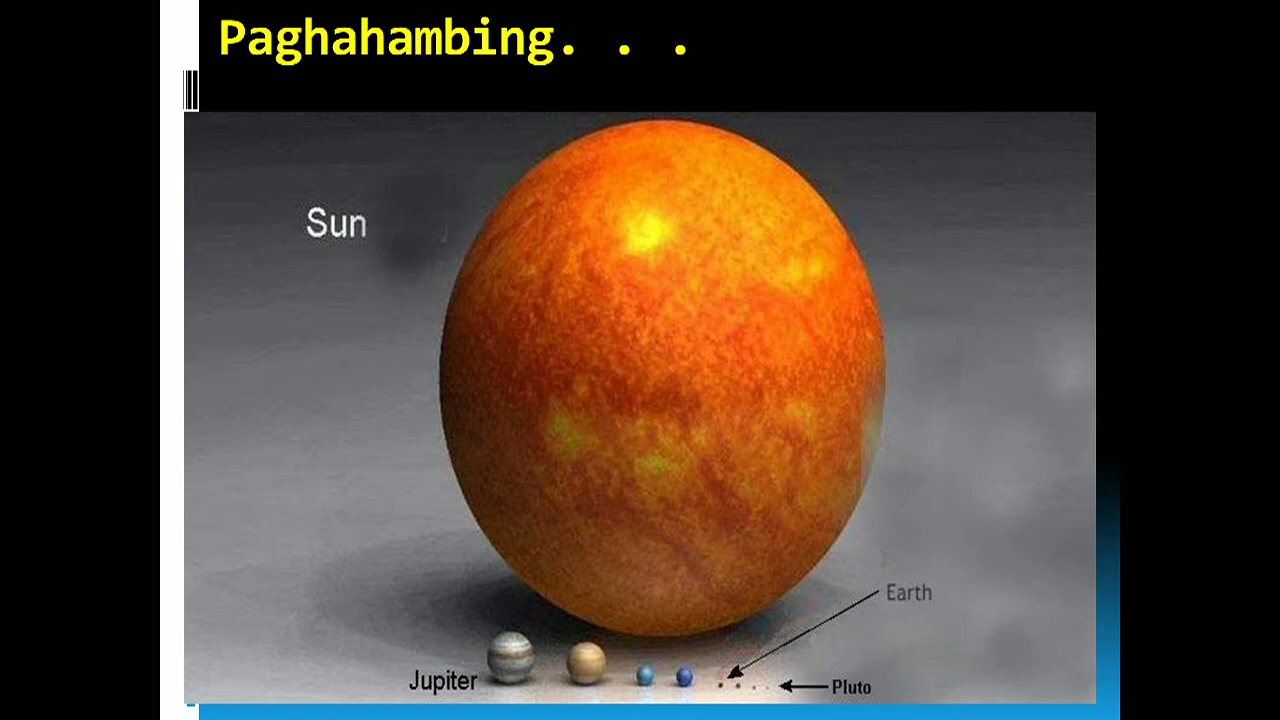 Paghahambing. . .
Sun
Earth
Jupiter
Pluto